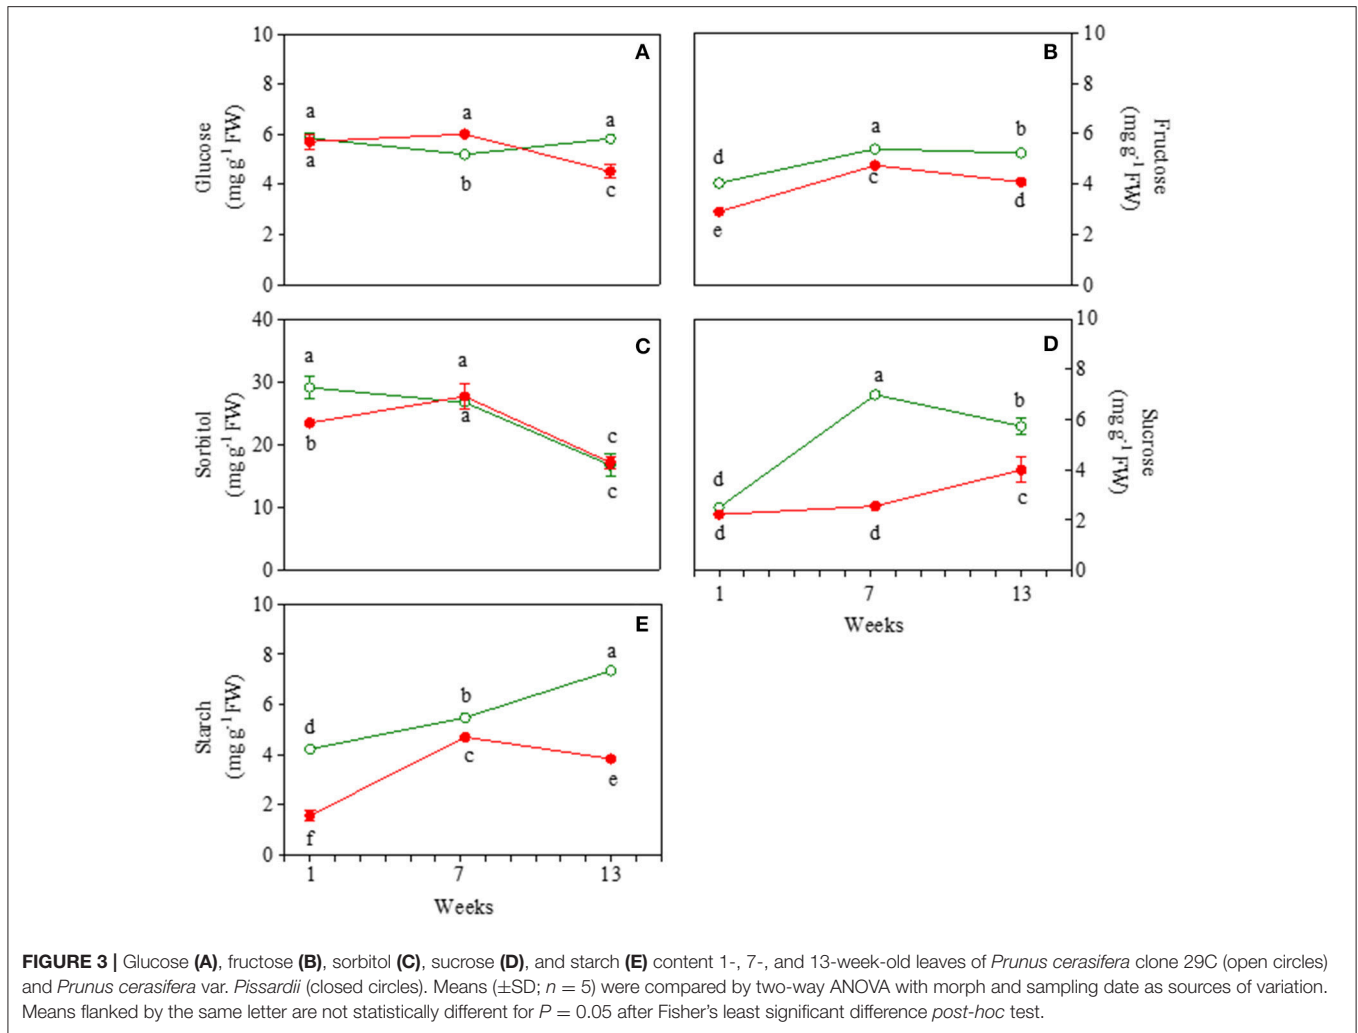 A
10
8
6
4
2
0
Glucose
(mg g-1 FW)
a
a
a
b
a
c
B
10
8
6
4
2
0
Fructose
(mg g-1 FW)
d
e
a
c
b
d
C
40
30
20
10
0
Sorbitol
(mg g-1 FW)
a
b
a
a
c
c
D
10
8
6
4
2
0
Sucrose
(mg g-1 FW)
d
d
a
d
b
c
1 7 13
Weeks
E
10
8
6
4
2
0
Starch
(mg g-1 FW)
d
f
b
c
a
e
1 7 13
Weeks
FIGURE 3 | Glucose (A), fructose (B), sorbitol (C), sucrose (D), and starch (E) content 1-, 7-, and 13-week-old leaves of Prunus cerasifera clone 29C (open circles)
and Prunus cerasifera var. Pissardii (closed circles). Means (±SD; n = 5) were compared by two-way ANOVA with morph and sampling date as sources of variation.
Means flanked by the same letter are not statistically different for P = 0.05 after Fisher's least significant difference post-hoc test.